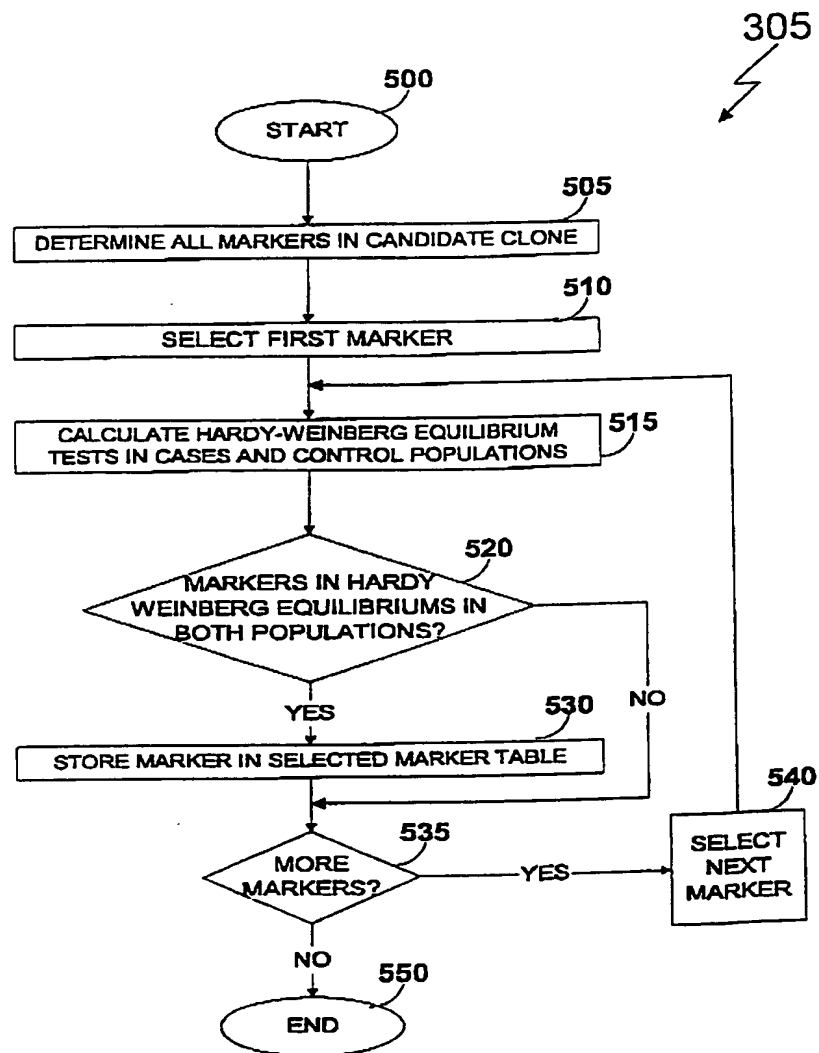 305
500
START
505
DETERMINE ALL MARKERS IN CANDIDATE CLONE
510
SELECT FIRST MARKER
CALCULATE HARDY-WEINBERG EQUILIBRIUM
TESTS IN CASES AND CONTROL POPULATIONS
515
520
MARKERS IN HARDY
WEINBERG EQUILIBRIUMS IN
BOTH POPULATIONS?
YES
NO
530
STORE MARKER IN SELECTED MARKER TABLE
535
MORE
MARKERS?
YES
540
SELECT
NEXT
MARKER
NO
550
END